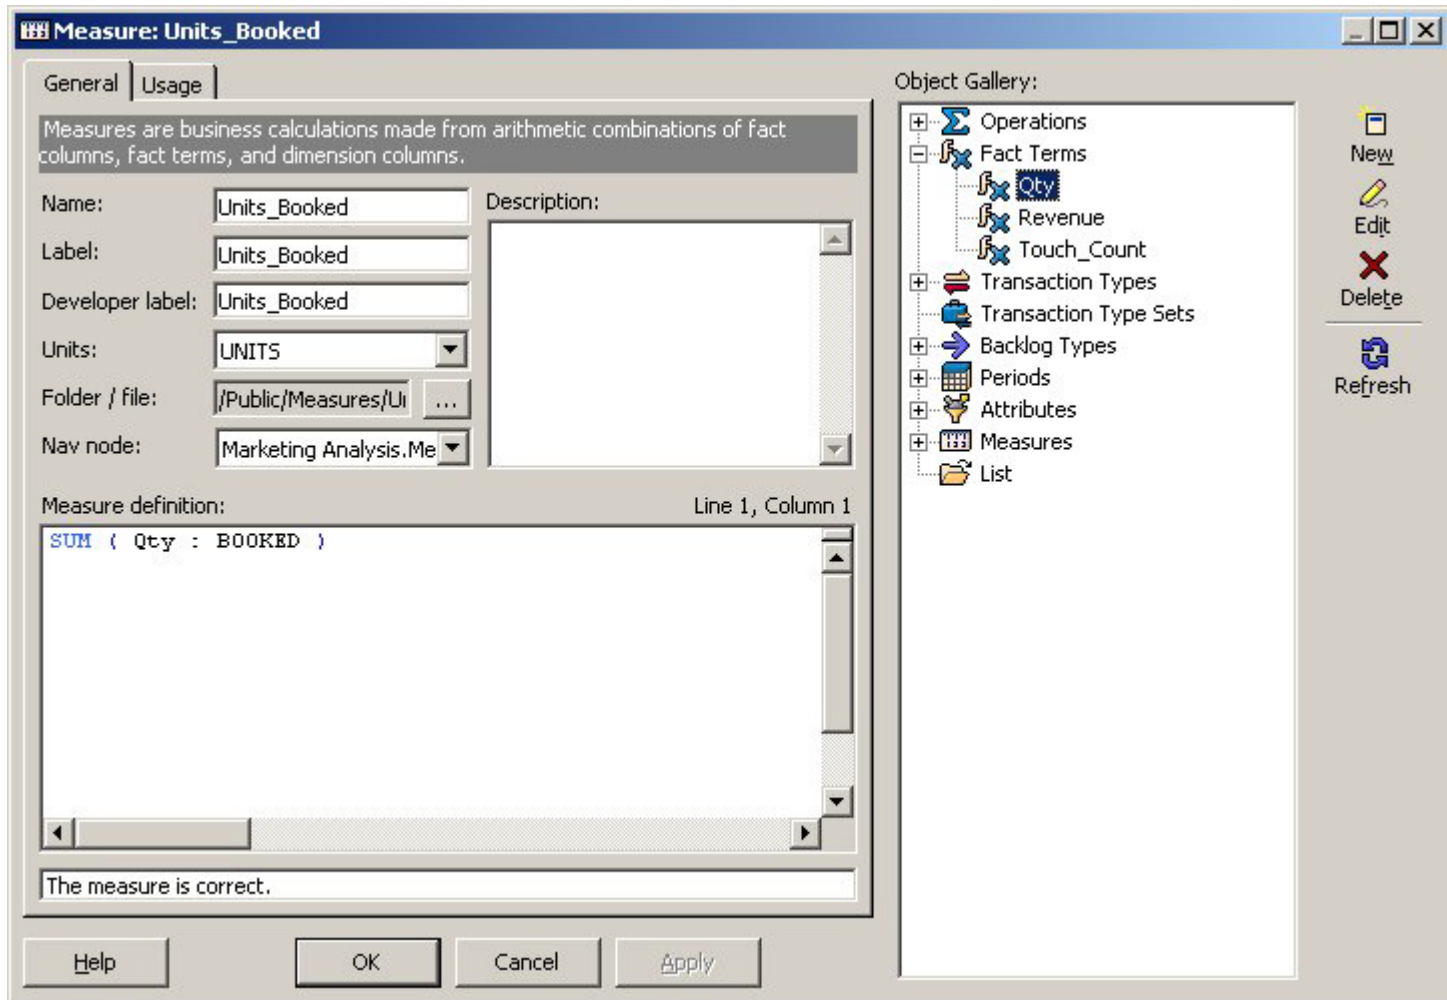 Measure: Units_Booked
General
Usage
Measures are business calculations made from arithmetic combinations of fact
columns, fact terms, and dimension columns.
Name:
Units_Booked
Label:
Units_Booked
Developer label:
Units_Booked
Units:
UNITS
Folder / file:
/Public/Measures/
...
Nav node:
Marketing Analysis.Me
Description:
Measure definition:
Line 1, Column 1
SUM ( Qty : BOOKED )
The measure is correct.
Help
OK
Cancel
Apply
Object Gallery:
Operations
Fact Terms
Qty
Revenue
Touch_Count
Transaction Types
Transaction Type Sets
Backlog Types
Periods
Attributes
Measures
List
New
Edit
Delete
Refresh